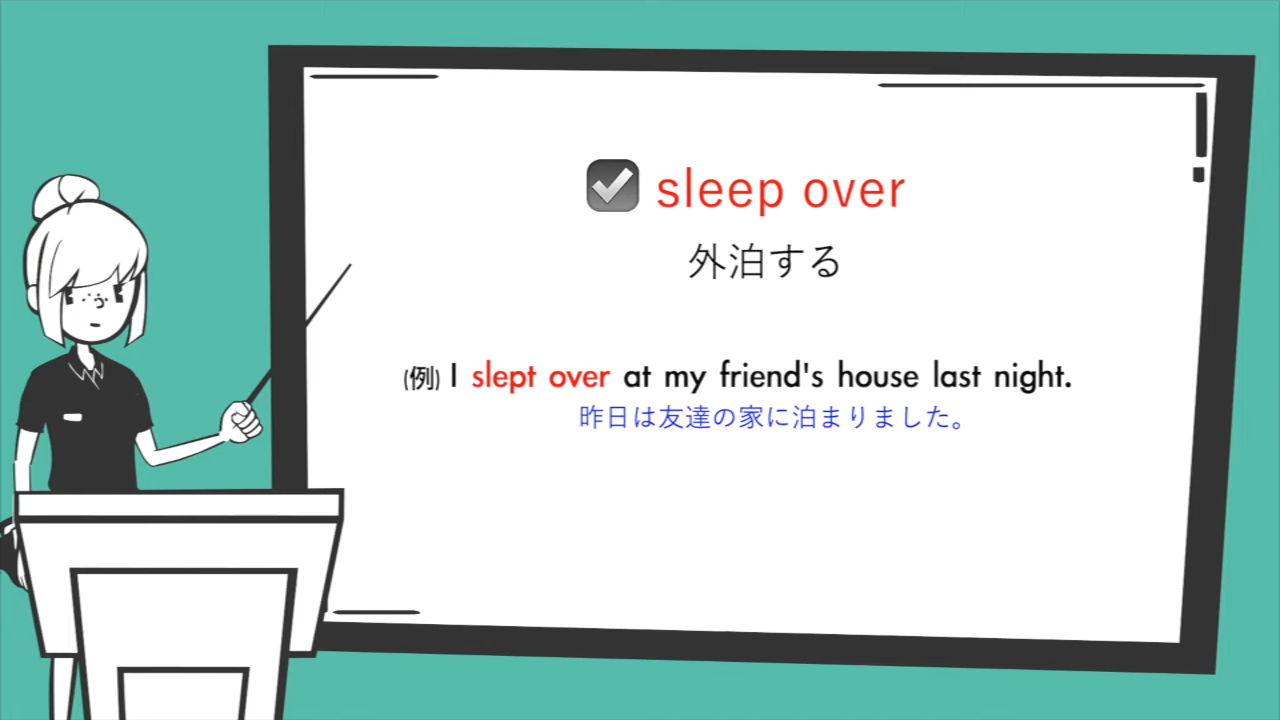 sleep over
外泊する
(例) I slept over at my friend's house last night.
昨日は友達の家に泊まりました。